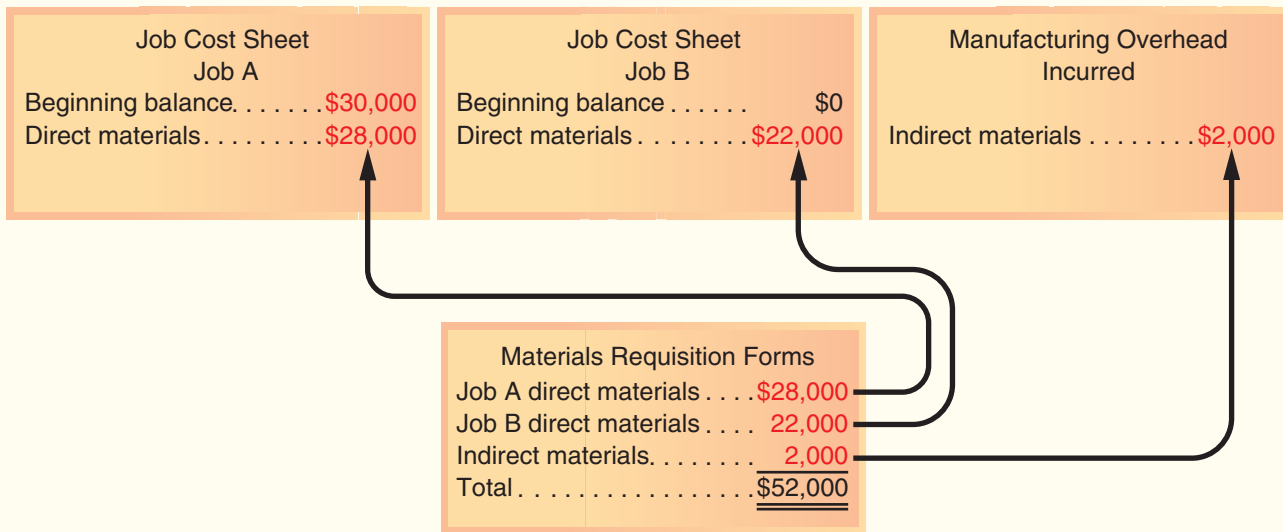 Job Cost Sheet
Job A
Beginning balance. . . . . . . $30,000
Direct materials. . . . . . . . . $28,000
Job Cost Sheet
Job B
Beginning balance . . . . . . $0
Direct materials . . . . . . . . $22,000
Manufacturing Overhead
Incurred
Indirect materials . . . . . . . . $2,000
Materials Requisition Forms
Job A direct materials . . . . $28,000
Job B direct materials . . . . 22,000
Indirect materials. . . . . . . . 2,000
Total . . . . . . . . . . . . . . . . . . $52,000